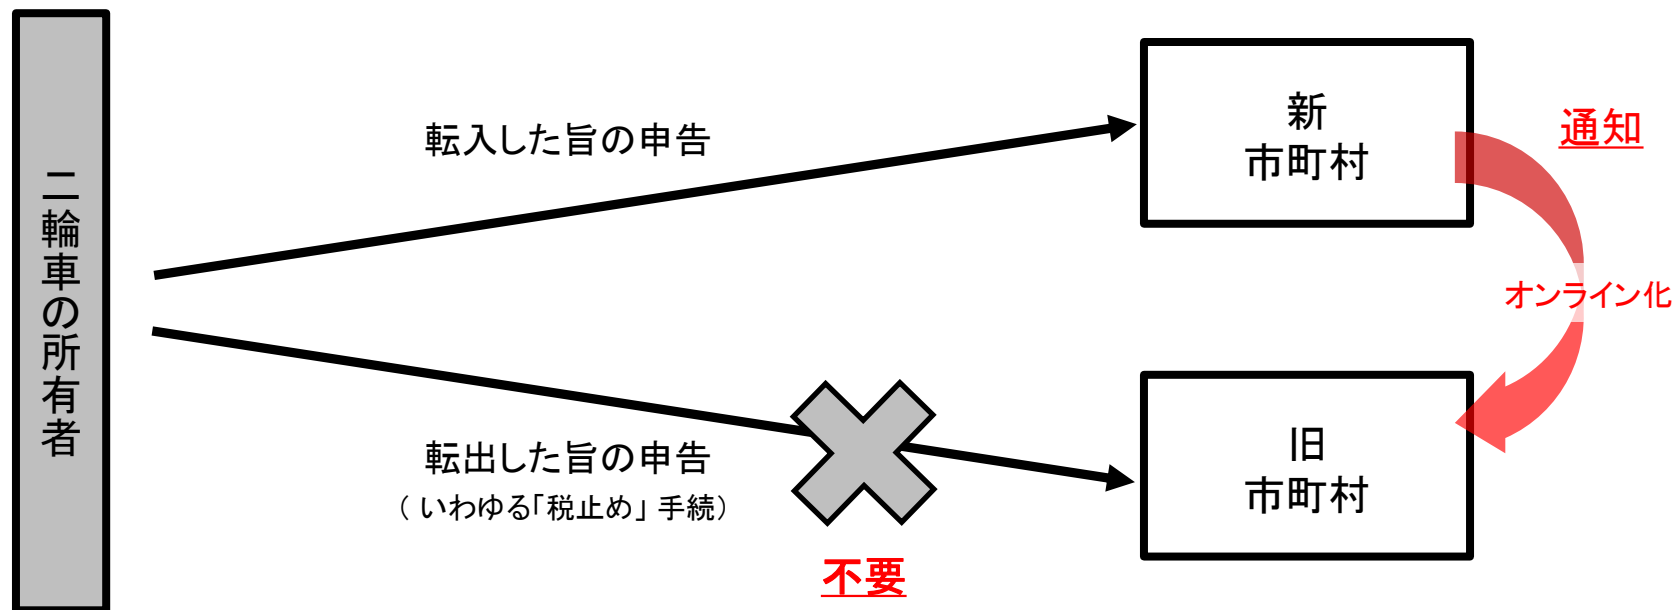 二輪車の所有者
転入した旨の申告
新
市町村
通知
オンライン化
転出した旨の申告
（ いわゆる「税止め」 手続）
不要
旧
市町村